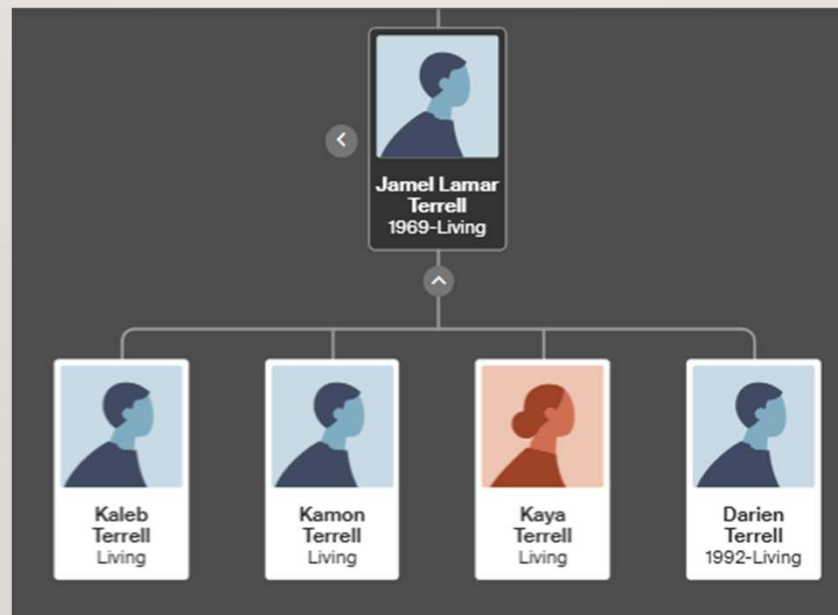 Jamel Lamar
Terrell
1969-Living
Kaleb
Terrell
Living
Kamon
Terrell
Living
Kaya
Terrell
Living
Darien
Terrell
1992-Living